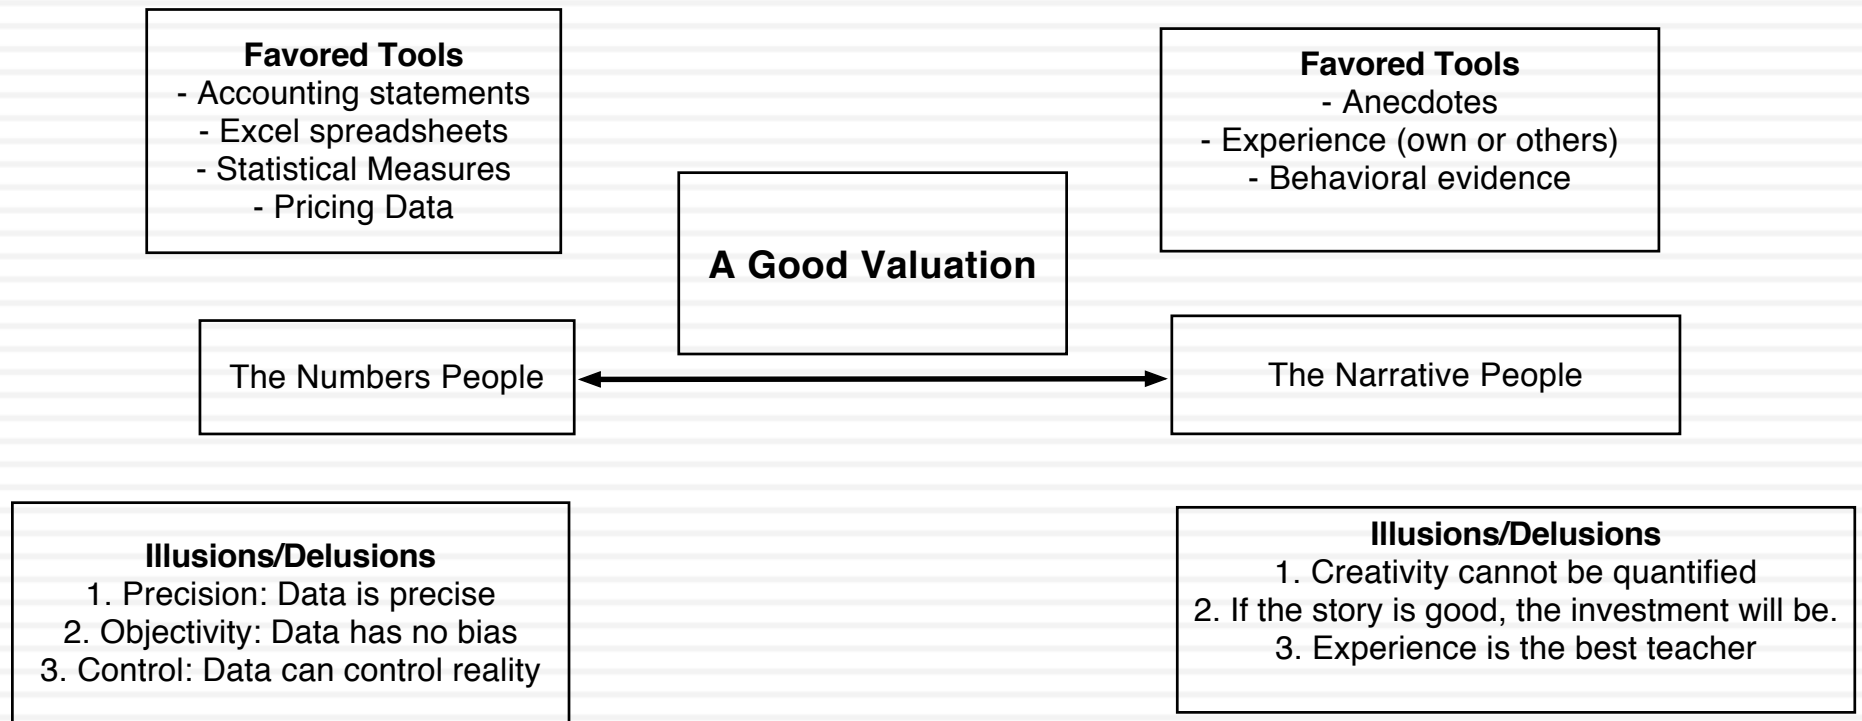 Favored Tools
- Accounting statements
- Excel spreadsheets
- Statistical Measures
- Pricing Data
Favored Tools
- Anecdotes
- Experience (own or others)
- Behavioral evidence
A Good Valuation
The Numbers People
The Narrative People
Illusions/Delusions
1. Precision: Data is precise
2. Objectivity: Data has no bias
3. Control: Data can control reality
Illusions/Delusions
1. Creativity cannot be quantified
2. If the story is good, the investment will be.
3. Experience is the best teacher